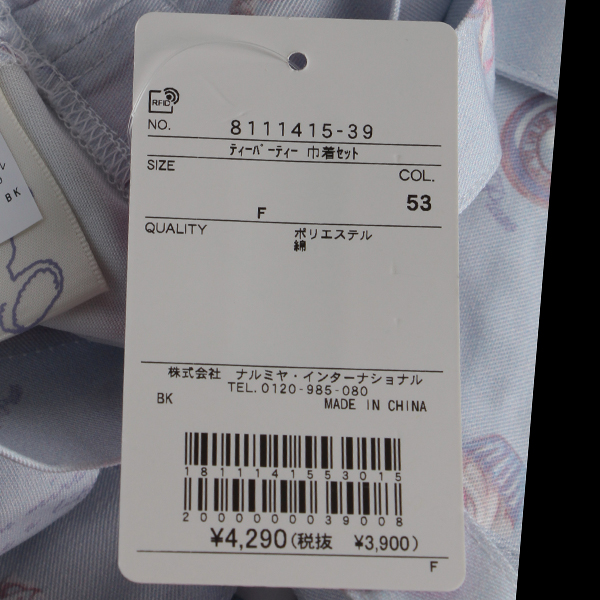 RFID
NO. 8111415-39
ティーパーティー 巾着セット
SIZE COL.
F 53
QUALITY ポリエステル
綿
株式会社 ナルミヤ・インターナショナル
TEL.0120-985-080
BK MADE IN CHINA
1811141553015
2000000039008
¥4,290(税抜 ¥3,900)
F
ル
BK